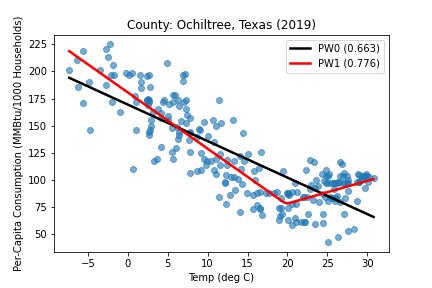 County: Ochiltree, Texas (2019)
PW0 (0.663)
PW1 (0.776)
Per-Capita Consumption (MMBtu/1000 Households)
225
200
175
150
125
100
75
50
−5 0 5 10 15 20 25 30
Temp (deg C)